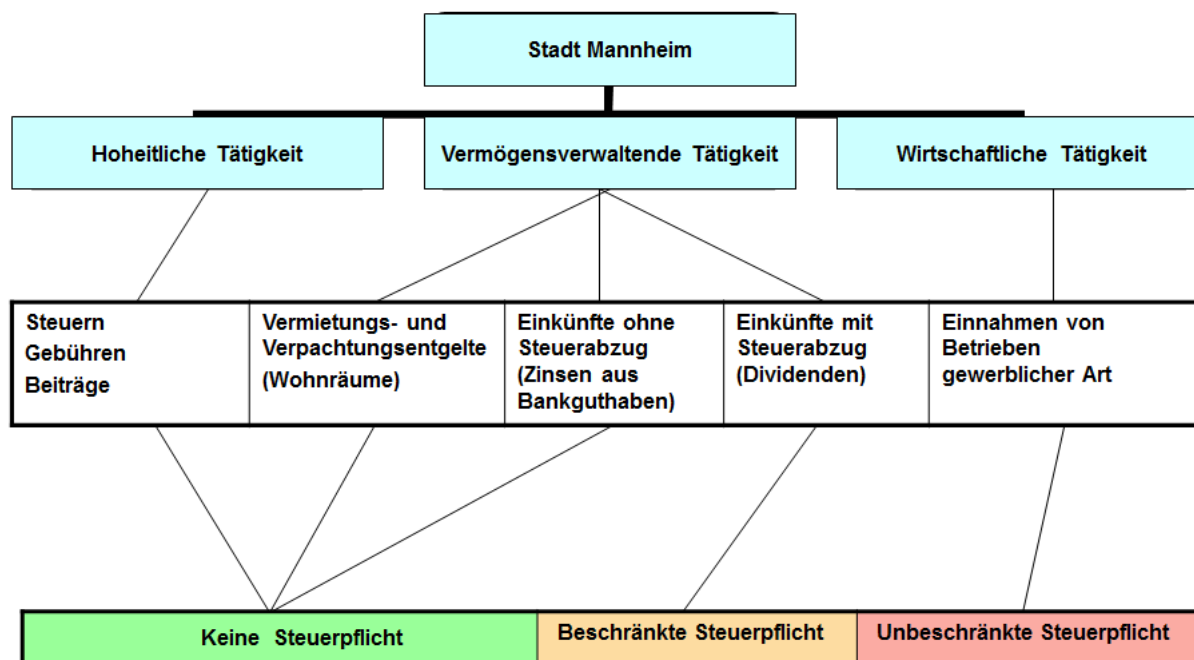 Stadt Mannheim
Hoheitliche Tätigkeit
Vermögensverwaltende Tätigkeit
Wirtschaftliche Tätigkeit
Steuern
Gebühren
Beiträge
Vermietungs- und
Verpachtungsentgelte
(Wohnräume)
Einkünfte ohne
Steuerabzug
(Zinsen aus
Bankguthaben)
Einkünfte mit
Steuerabzug
(Dividenden)
Einnahmen von
Betrieben
gewerblicher Art
Keine Steuerpflicht
Beschränkte Steuerpflicht
Unbeschränkte Steuerpflicht